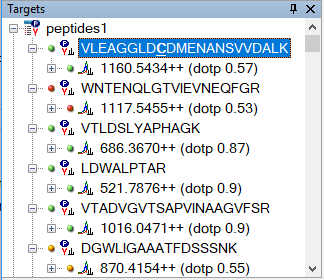 Targets
peptides1
VLEAGGLDCDMENANSVVDALK
1160.5434++ (dotp 0.57)
WNTENQLGTVIEVNEQFGR
1117.5455++ (dotp 0.53)
VTLDSLYAPHAGK
686.3670++ (dotp 0.87)
LDWALPTAR
521.7876++ (dotp 0.9)
VTADVGVTSAPVINAAGVFSR
1016.0471++ (dotp 0.9)
DGWLIGAAATFDSSSNK
870.4154++ (dotp 0.55)